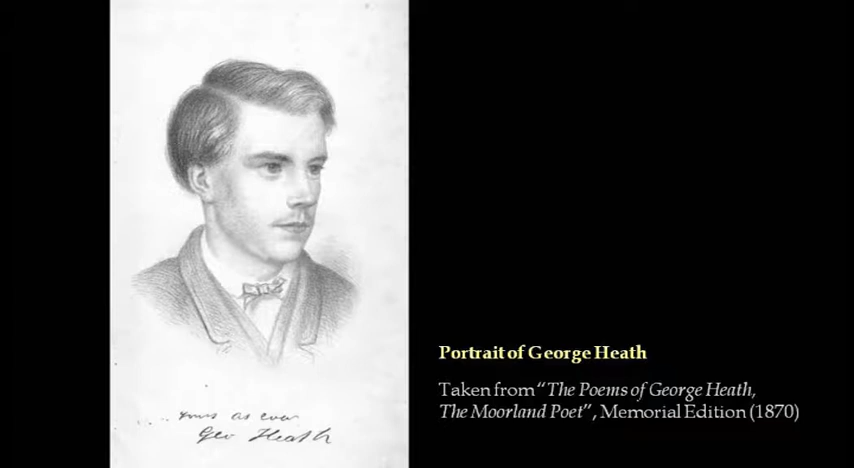 yours as ever
Geo Heath
Portrait of George Heath
Taken from “The Poems of George Heath,
The Moorland Poet”, Memorial Edition (1870)